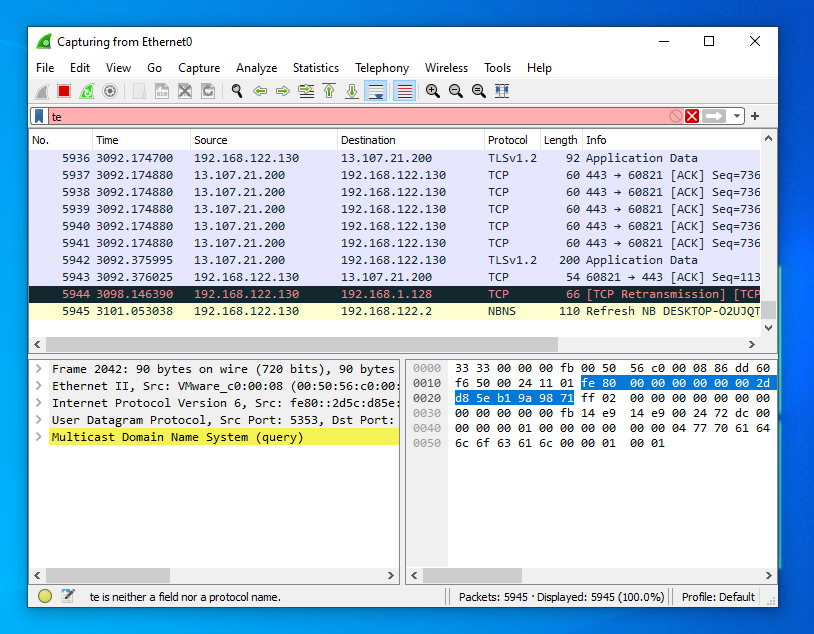 Capturing from Ethernet0
File Edit View Go Capture Analyze Statistics Telephony Wireless Tools Help
te
No. Time Source Destination Protocol Length Info
5936 3092.174700 192.168.122.130 13.107.21.200 TLSv1.2 92 Application Data
5937 3092.174880 13.107.21.200 192.168.122.130 TCP 60 443 → 60821 [ACK] Seq=736
5938 3092.174880 13.107.21.200 192.168.122.130 TCP 60 443 → 60821 [ACK] Seq=736
5939 3092.174880 13.107.21.200 192.168.122.130 TCP 60 443 → 60821 [ACK] Seq=736
5940 3092.174880 13.107.21.200 192.168.122.130 TCP 60 443 → 60821 [ACK] Seq=736
5941 3092.174880 13.107.21.200 192.168.122.130 TCP 60 443 → 60821 [ACK] Seq=736
5942 3092.375995 13.107.21.200 192.168.122.130 TLSv1.2 200 Application Data
5943 3092.376025 192.168.122.130 13.107.21.200 TCP 54 60821 → 443 [ACK] Seq=113
5944 3098.146390 192.168.122.130 192.168.1.128 TCP 66 [TCP Retransmission] [TCP
5945 3101.053038 192.168.122.130 192.168.122.2 NBNS 110 Refresh NB DESKTOP-O2UJQT
Frame 2042: 90 bytes on wire (720 bits), 90 bytes
Ethernet II, Src: VMware_c0:00:08 (00:50:56:c0:00:
Internet Protocol Version 6, Src: fe80::2d5c:d85e:
User Datagram Protocol, Src Port: 5353, Dst Port:
Multicast Domain Name System (query)
0000 33 33 00 00 00 fb 00 50 56 c0 00 08 86 dd 60
0010 f6 50 00 24 11 01 fe 80 00 00 00 00 00 00 2d
0020 d8 5e b1 9a 98 71 ff 02 00 00 00 00 00 00 00
0030 00 00 00 00 00 fb 14 e9 14 e9 00 24 72 dc 00
0040 00 00 00 01 00 00 00 00 00 00 04 77 70 61 64
0050 6c 6f 63 61 6c 00 00 01 00 01
te is neither a field nor a protocol name.
Packets: 5945 · Displayed: 5945 (100.0%)
Profile: Default